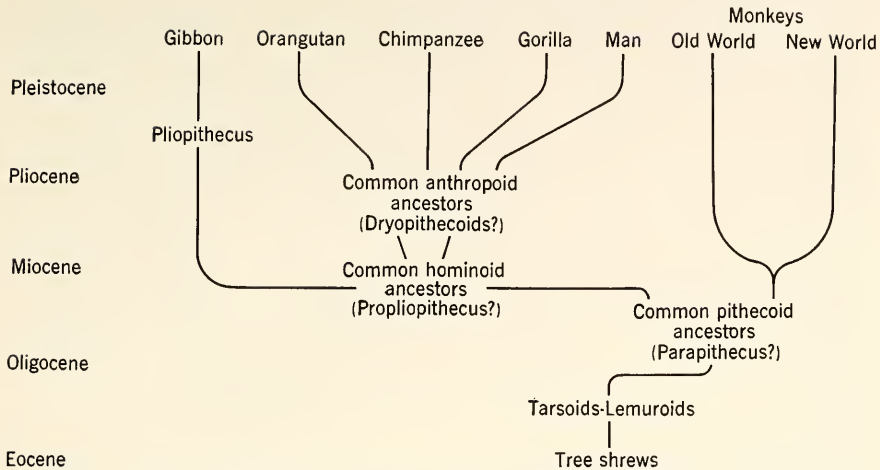 Monkeys
Gibbon Orangutan Chimpanzee Gorilla Man Old World New World
Pleistocene
Pliopithecus
Pliocene
Common anthropoid
ancestors
(Dryopithecoids?)
Miocene
Common hominoid
ancestors
(Propliopithecus?)
Common pithecoid
ancestors
(Parapithecus?)
Oligocene
Tarsoids-Lemuroids
Eocene
Tree shrews